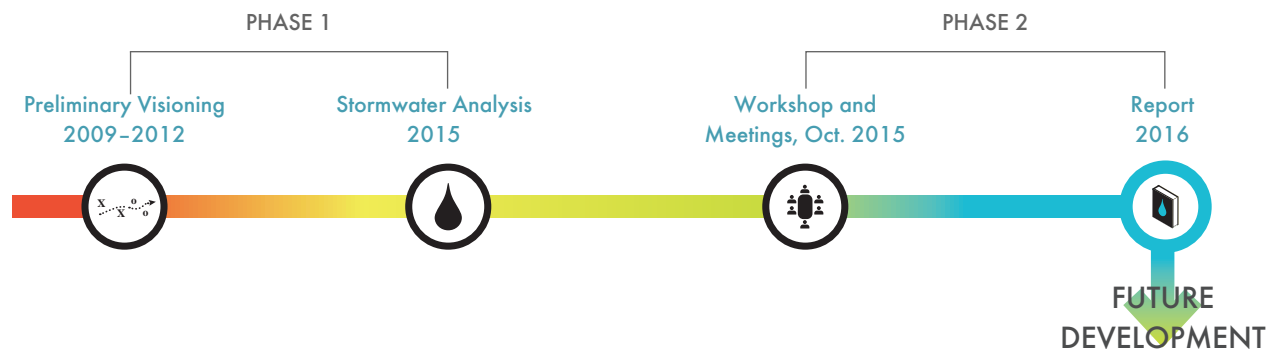 PHASE 1
PHASE 2
Preliminary Visioning
2009–2012
Stormwater Analysis
2015
Workshop and
Meetings, Oct. 2015
Report
2016
X X o o
FUTURE
DEVELOPMENT